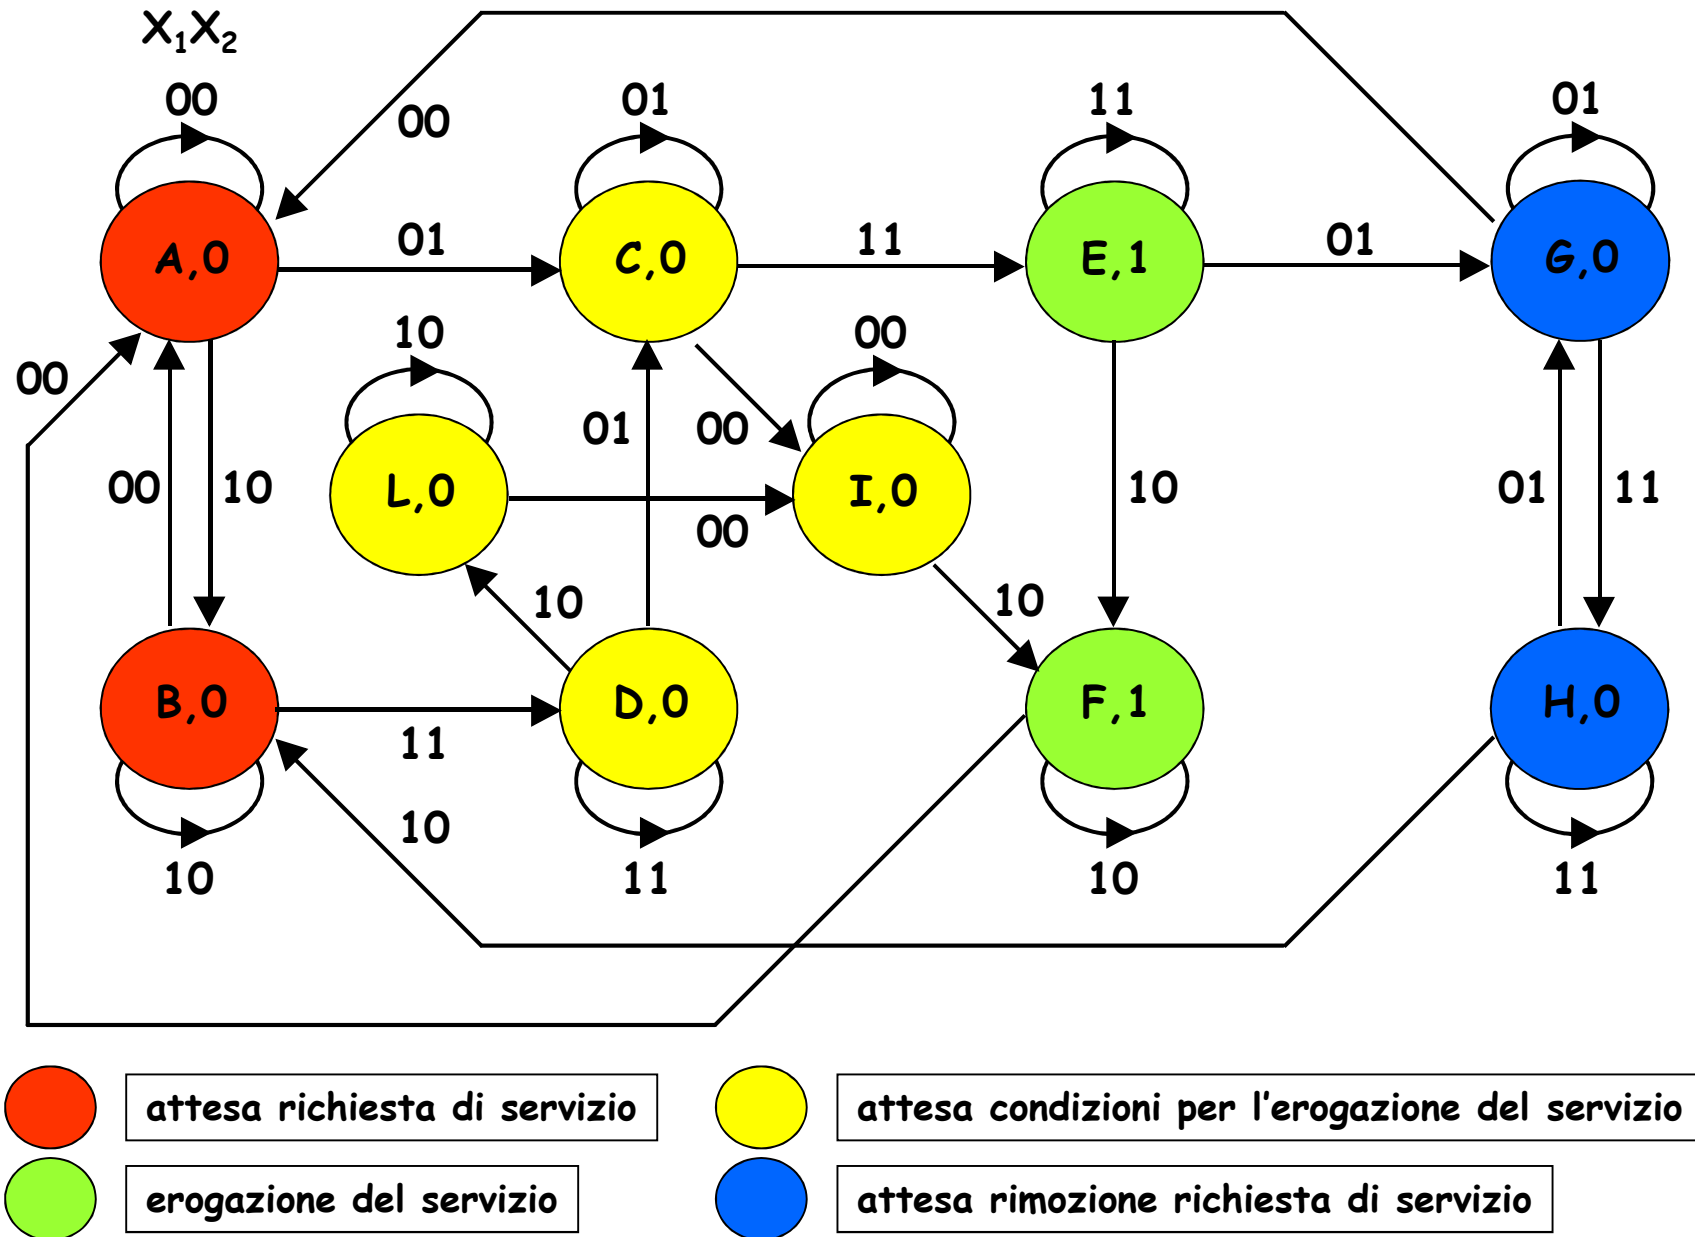 X₁X₂
00
01
11
01
00
A,0
01
C,0
11
E,1
01
G,0
00
10
00
01
00
L,0
00
I,0
00
10
10
01
11
10
10
B,0
11
D,0
F,1
H,0
10
10
11
10
11
attesa richiesta di servizio
attesa condizioni per l'erogazione del servizio
erogazione del servizio
attesa rimozione richiesta di servizio